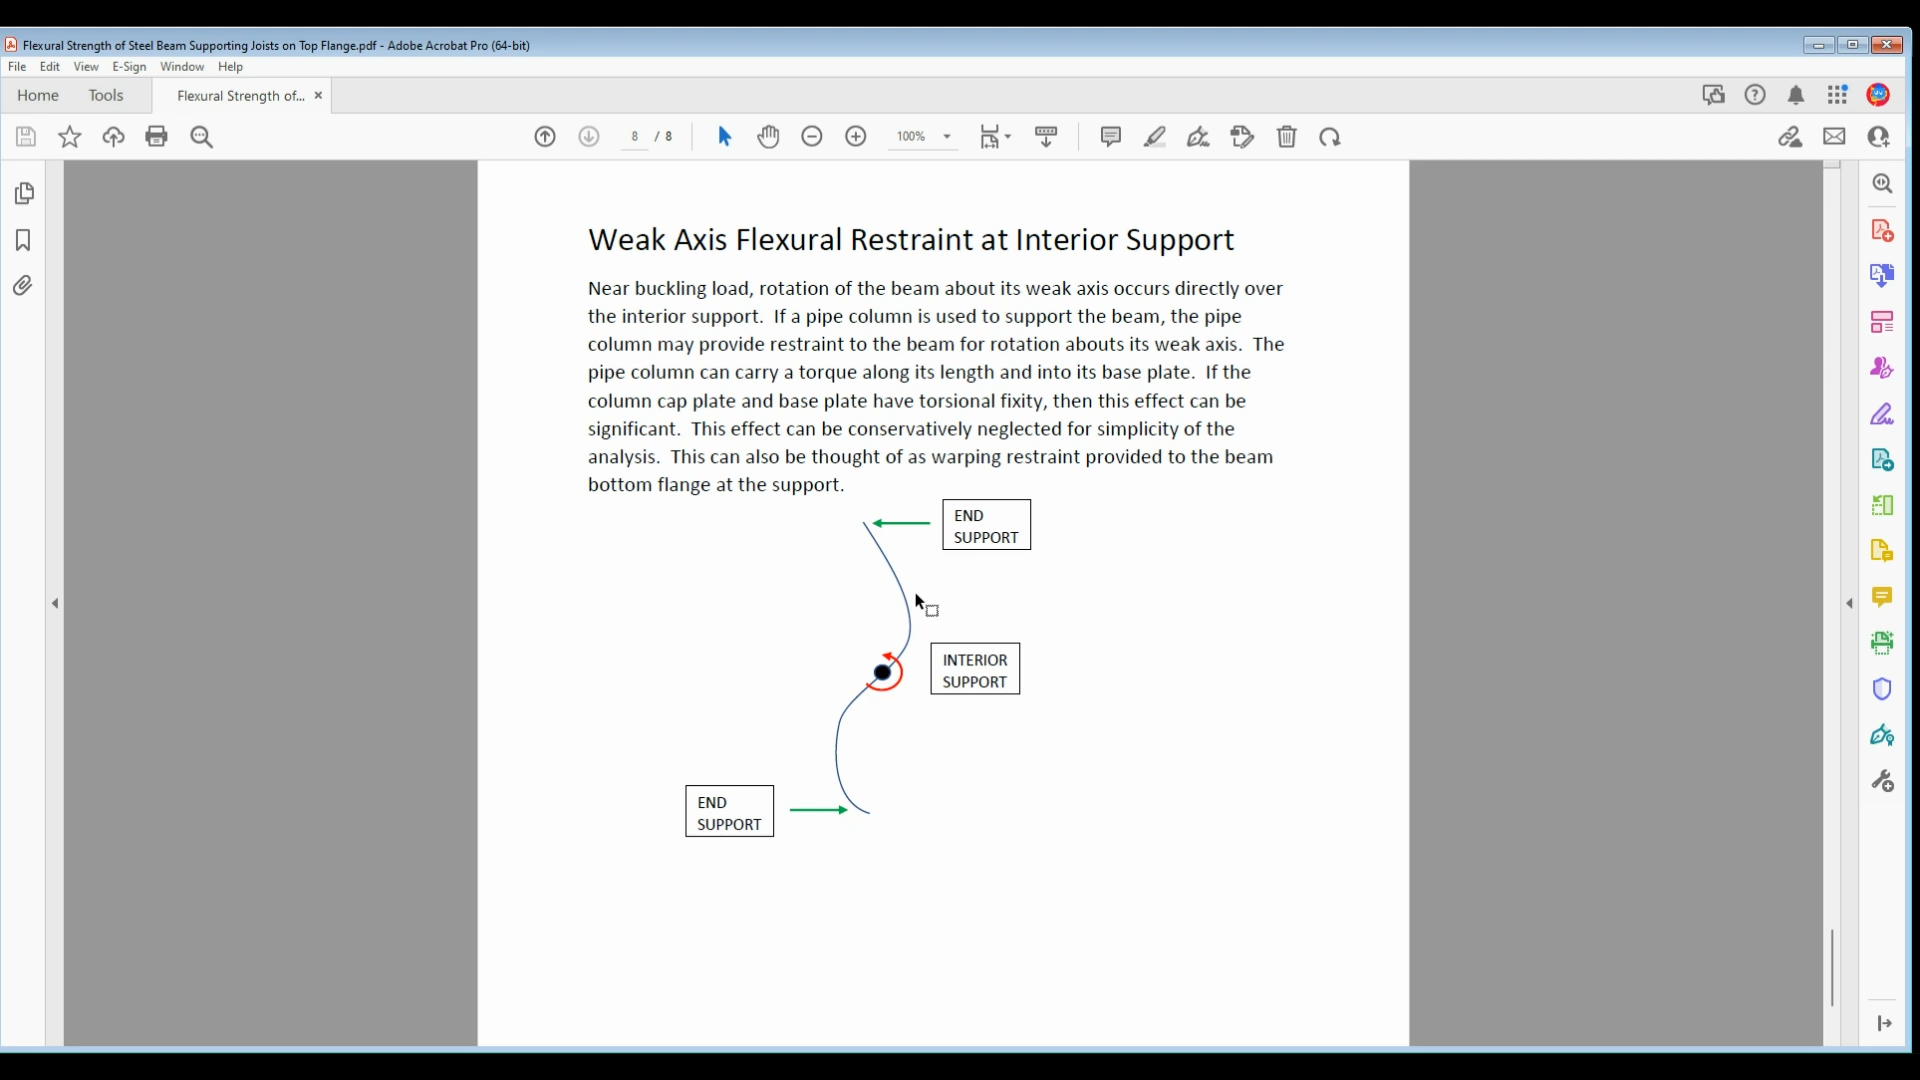 Flexural Strength of Steel Beam Supporting Joists on Top Flange.pdf - Adobe Acrobat Pro (64-bit)
File Edit View E-Sign Window Help
Home Tools Flexural Strength of... ×
8 / 8 100%
Weak Axis Flexural Restraint at Interior Support
Near buckling load, rotation of the beam about its weak axis occurs directly over
the interior support. If a pipe column is used to support the beam, the pipe
column may provide restraint to the beam for rotation abouts its weak axis. The
pipe column can carry a torque along its length and into its base plate. If the
column cap plate and base plate have torsional fixity, then this effect can be
significant. This effect can be conservatively neglected for simplicity of the
analysis. This can also be thought of as warping restraint provided to the beam
bottom flange at the support.
END
SUPPORT
INTERIOR
SUPPORT
END
SUPPORT